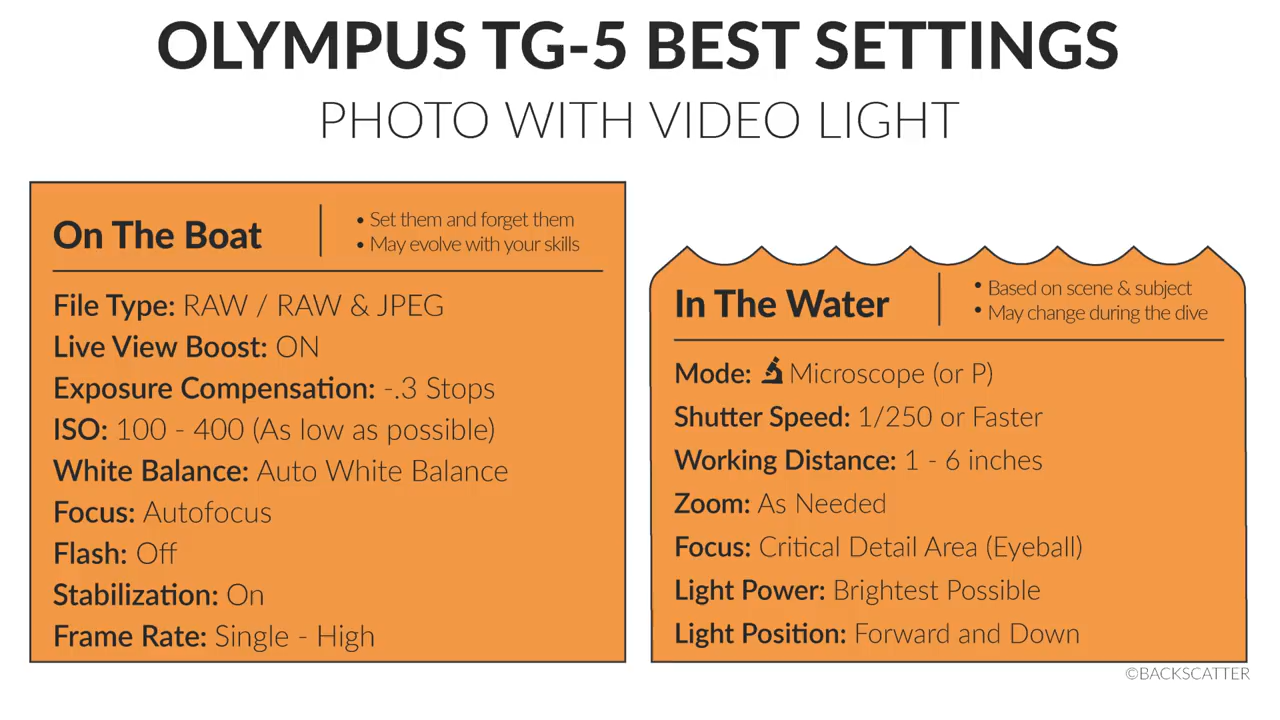 OLYMPUS TG-5 BEST SETTINGS
PHOTO WITH VIDEO LIGHT
On The Boat
• Set them and forget them
• May evolve with your skills
File Type: RAW / RAW & JPEG
Live View Boost: ON
Exposure Compensation: -.3 Stops
ISO: 100 - 400 (As low as possible)
White Balance: Auto White Balance
Focus: Autofocus
Flash: Off
Stabilization: On
Frame Rate: Single - High
In The Water
• Based on scene & subject
• May change during the dive
Mode: Microscope (or P)
Shutter Speed: 1/250 or Faster
Working Distance: 1 - 6 inches
Zoom: As Needed
Focus: Critical Detail Area (Eyeball)
Light Power: Brightest Possible
Light Position: Forward and Down
©BACKSCATTER